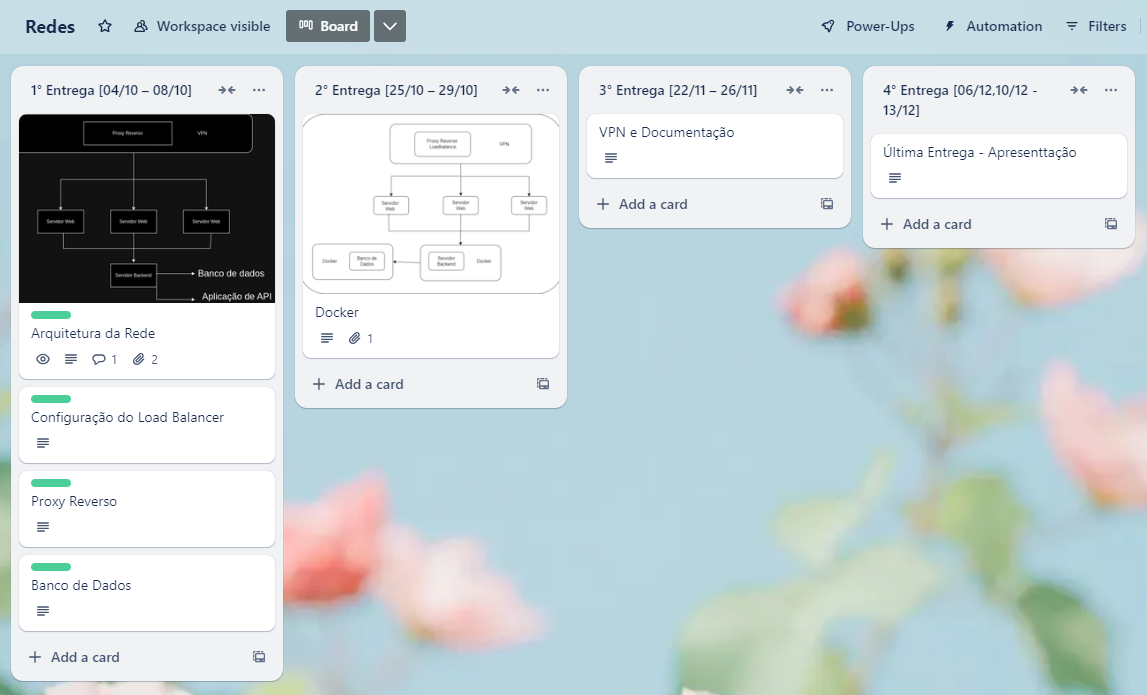 Redes
Workspace visible
Board
Power-Ups
Automation
Filters
1° Entrega [04/10 – 08/10]
Proxy Reverso
VPN
Servidor Web
Servidor Web
Servidor Web
Servidor Backend
Banco de dados
Aplicação de API
Arquitetura da Rede
1
2
Configuração do Load Balancer
Proxy Reverso
Banco de Dados
+ Add a card
2° Entrega [25/10 – 29/10]
Proxy Reverso
Loadbalance
VPN
Servidor
Web
Servidor
Web
Servidor
Web
Docker
Banco de
Dados
Servidor
Backend
Docker
Docker
1
+ Add a card
3° Entrega [22/11 – 26/11]
VPN e Documentação
+ Add a card
4° Entrega [06/12,10/12 -
13/12]
Última Entrega - Apresenttação
+ Add a card